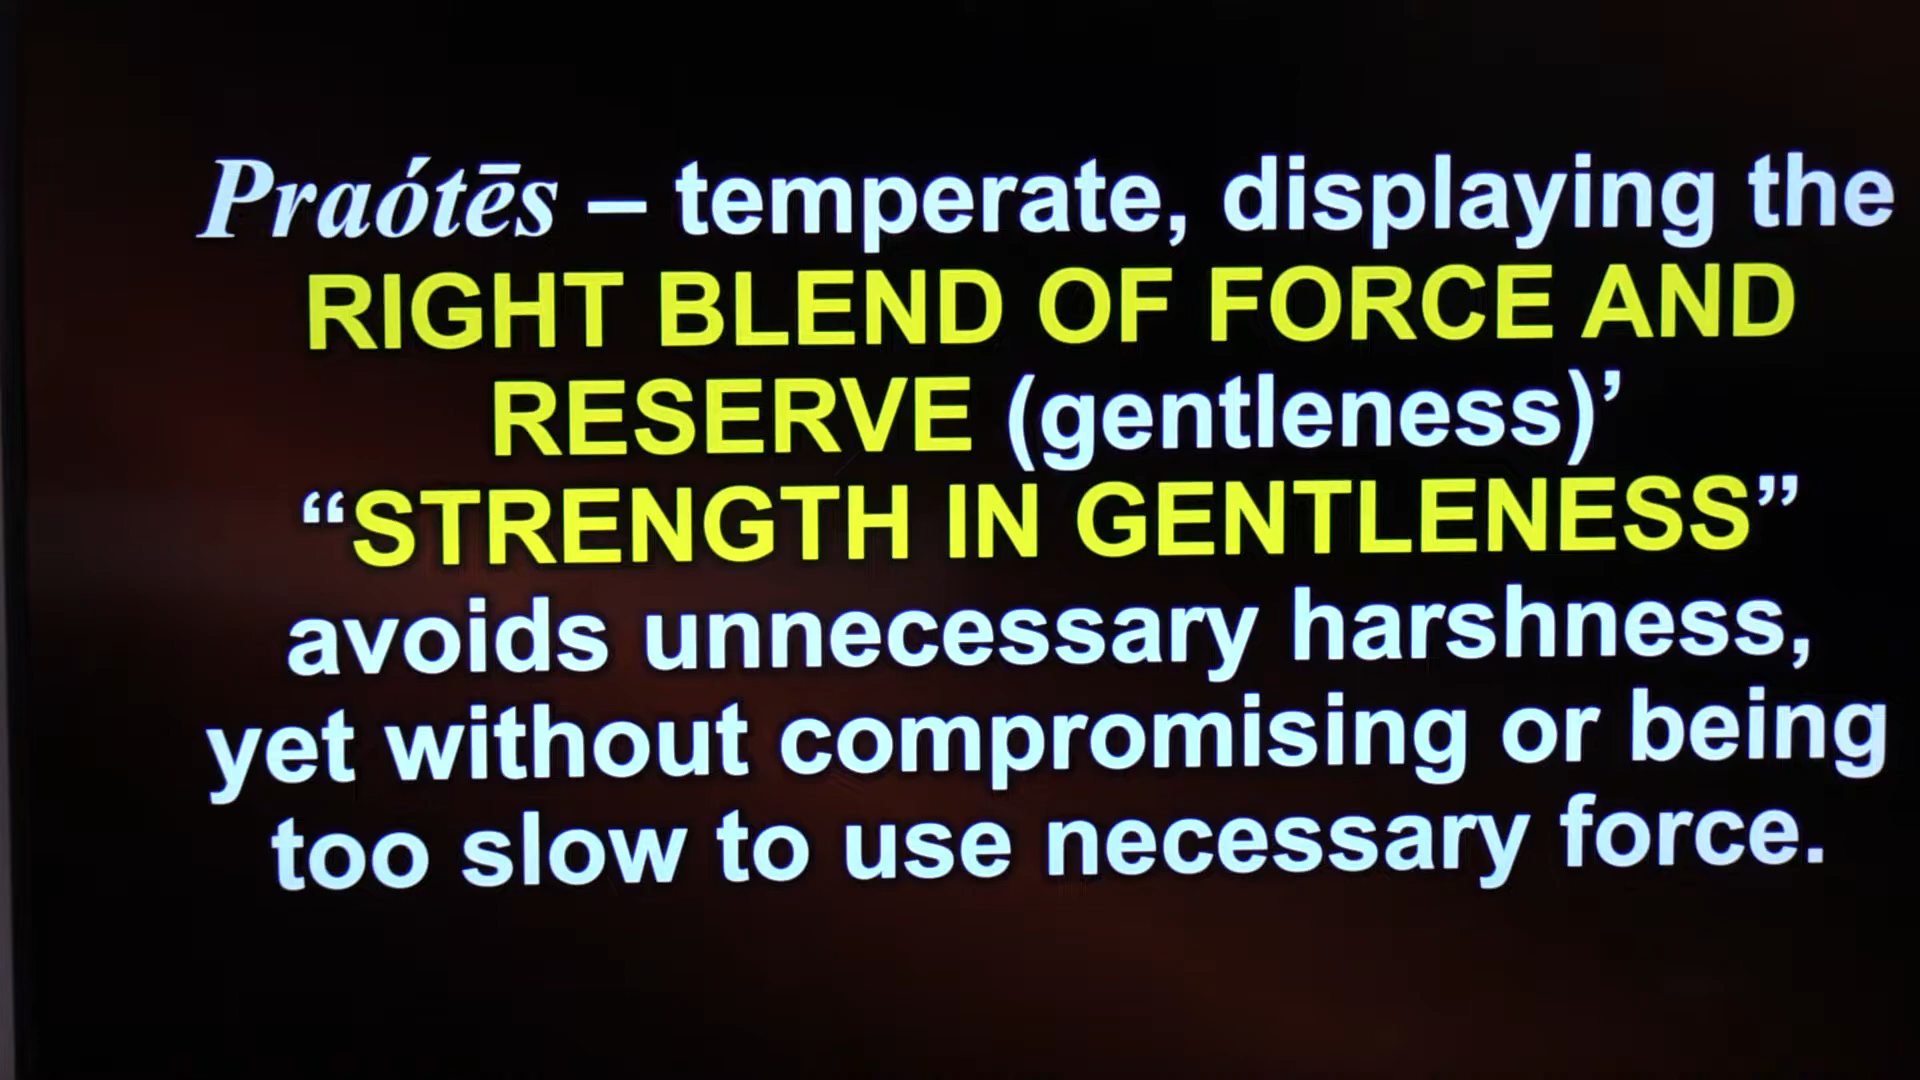 Praótēs – temperate, displaying the
RIGHT BLEND OF FORCE AND
RESERVE (gentleness)’
“STRENGTH IN GENTLENESS”
avoids unnecessary harshness,
yet without compromising or being
too slow to use necessary force.